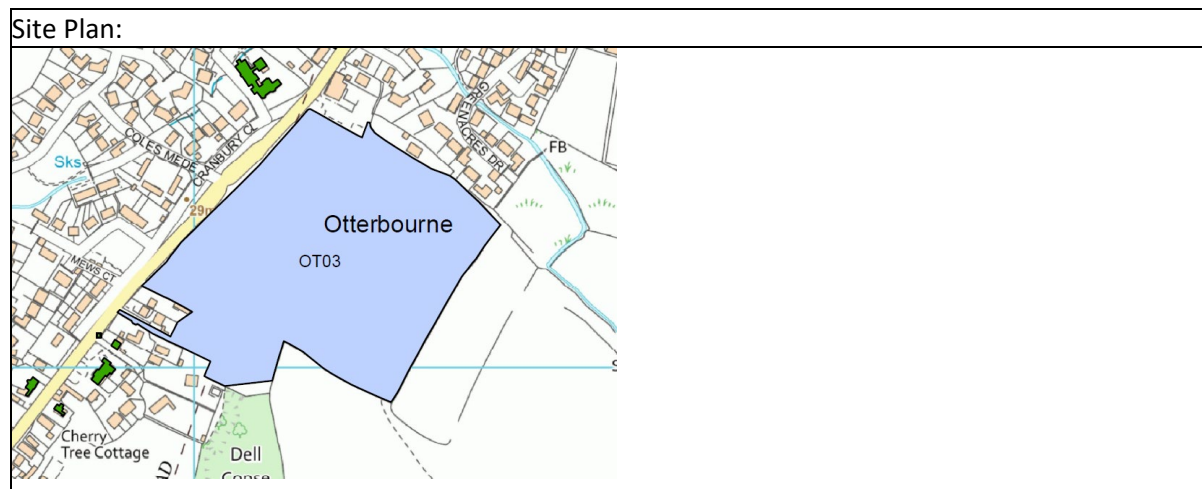 Site Plan:
COLES MEDE
CRANBURY CL
GREENACRES DR
FB
Sks
29m
Otterbourne
OT03
MEWS CT
Cherry
Tree Cottage
Dell
Copse